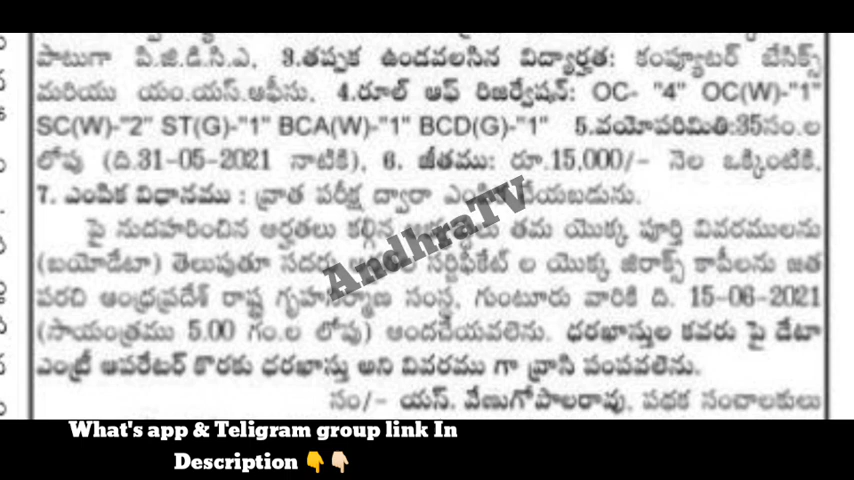 పాటుగా పి.జి.డి.సి.ఎ, 3.తప్పక ఉండవలసిన విద్యార్హత: కంప్యూటర్ బేసిక్స్
మరియు యం.యస్.ఆఫీసు, 4.రూల్ ఆఫ్ రిజర్వేషన్: OC- "4" OC(W)-"1"
SC(W)-"2" ST(G)-"1" BCA(W)-"1" BCD(G)-"1" 5.వయోపరిమితి:35సం.ల
లోపు (ది.31-05-2021 నాటికి), 6. జీతము: రూ.15,000/- నెల ఒక్కింటికి,
7. ఎంపిక విధానము : వ్రాత పరీక్ష ద్వారా చేయబడును.
పై నుదహరించిన అర్హతలు కల్గిన తమ యొక్క పూర్తి వివరములను
(బయోడేటా) తెలుపుతూ సదరు సర్టిఫికేట్ ల యొక్క జిరాక్స్ కాపీలను జత
పరచి ఆంధ్రప్రదేశ్ రాష్ట్ర గృహనిర్మాణ సంస్థ, గుంటూరు వారికి ది. 15-06-2021
(సాయంత్రము 5.00 గం.ల లోపు) అందచేయవలెను. ధరఖాస్తుల కవరు పై డేటా
ఎంట్రీ ఆపరేటర్ కొరకు ధరఖాస్తు అని వివరము గా వ్రాసి పంపవలెను.
సం/- యస్. వేణుగోపాలరావు, పథక సంచాలకులు
AndhraTV
What's app & Teligram group link In
Description 👇👇🏻